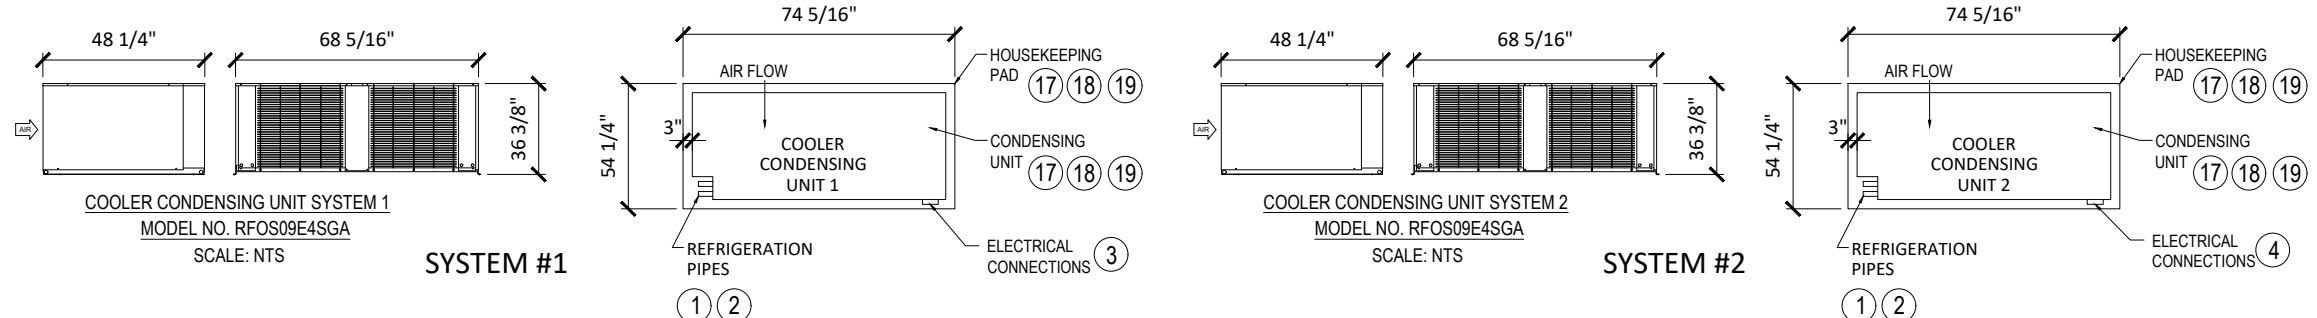 48 1/4"
68 5/16"
36 3/8"
AIR
COOLER CONDENSING UNIT SYSTEM 1
MODEL NO. RFOS09E4SGA
SCALE: NTS
SYSTEM #1
74 5/16"
54 1/4"
3"
AIR FLOW
COOLER
CONDENSING
UNIT 1
HOUSEKEEPING
PAD 17 18 19
CONDENSING
UNIT 17 18 19
ELECTRICAL
CONNECTIONS 3
REFRIGERATION
PIPES
1 2
48 1/4"
68 5/16"
36 3/8"
AIR
COOLER CONDENSING UNIT SYSTEM 2
MODEL NO. RFOS09E4SGA
SCALE: NTS
SYSTEM #2
74 5/16"
54 1/4"
3"
AIR FLOW
COOLER
CONDENSING
UNIT 2
HOUSEKEEPING
PAD 17 18 19
CONDENSING
UNIT 17 18 19
ELECTRICAL
CONNECTIONS 4
REFRIGERATION
PIPES
1 2